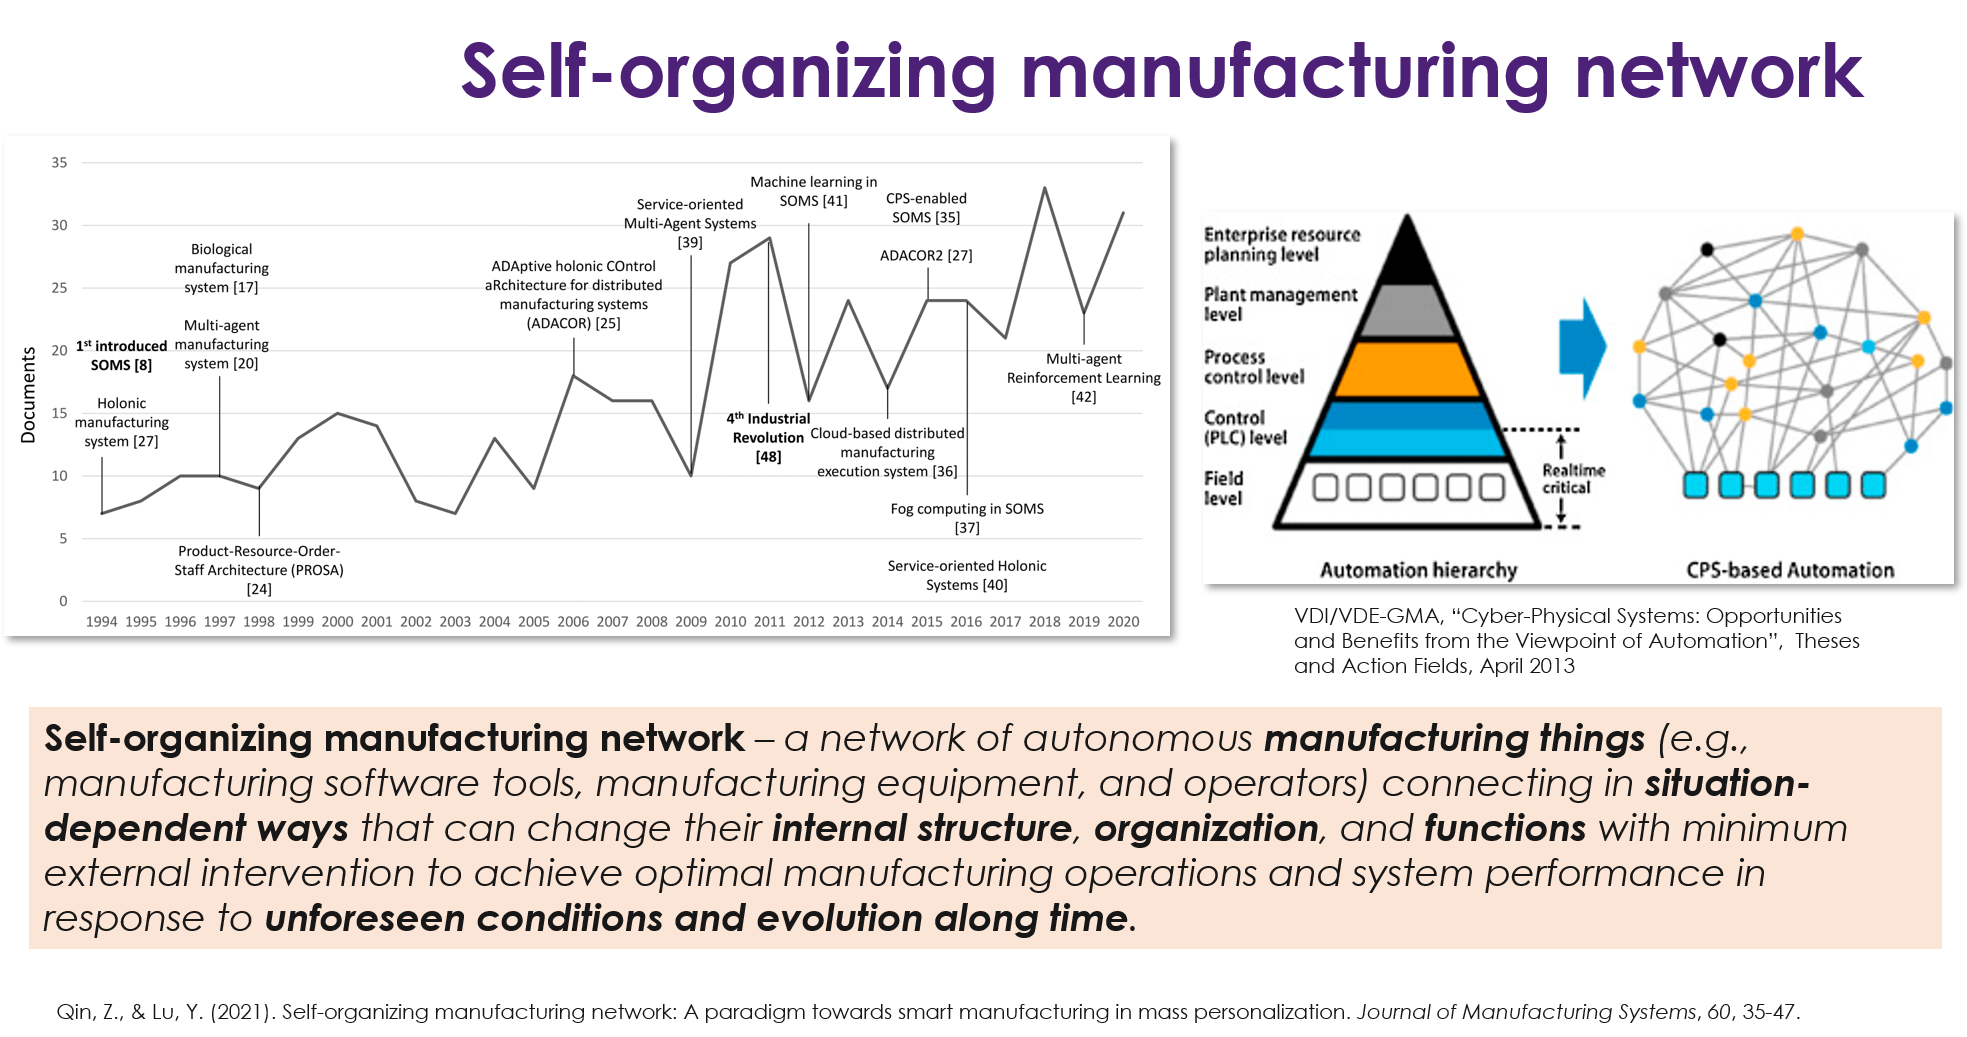 Self-organizing manufacturing network
Documents
35
30
25
20
15
10
5
0
1st introduced
SOMS [8]
Holonic
manufacturing
system [27]
Biological
manufacturing
system [17]
Multi-agent
manufacturing
system [20]
Product-Resource-Order-
Staff Architecture (PROSA)
[24]
ADAptive holonic COntrol
aRchitecture for distributed
manufacturing systems
(ADACOR) [25]
Service-oriented
Multi-Agent Systems
[39]
4th Industrial
Revolution
[48]
Machine learning in
SOMS [41]
Cloud-based distributed
manufacturing
execution system [36]
CPS-enabled
SOMS [35]
ADACOR2 [27]
Fog computing in SOMS
[37]
Service-oriented Holonic
Systems [40]
Multi-agent
Reinforcement Learning
[42]
1994 1995 1996 1997 1998 1999 2000 2001 2002 2003 2004 2005 2006 2007 2008 2009 2010 2011 2012 2013 2014 2015 2016 2017 2018 2019 2020
Enterprise resource
planning level
Plant management
level
Process
control level
Control
(PLC) level
Field
level
Realtime
critical
Automation hierarchy
CPS-based Automation
VDI/VDE-GMA, “Cyber-Physical Systems: Opportunities
and Benefits from the Viewpoint of Automation”, Theses
and Action Fields, April 2013
Self-organizing manufacturing network – a network of autonomous manufacturing things (e.g.,
manufacturing software tools, manufacturing equipment, and operators) connecting in situation-
dependent ways that can change their internal structure, organization, and functions with minimum
external intervention to achieve optimal manufacturing operations and system performance in
response to unforeseen conditions and evolution along time.
Qin, Z., & Lu, Y. (2021). Self-organizing manufacturing network: A paradigm towards smart manufacturing in mass personalization. Journal of Manufacturing Systems, 60, 35-47.